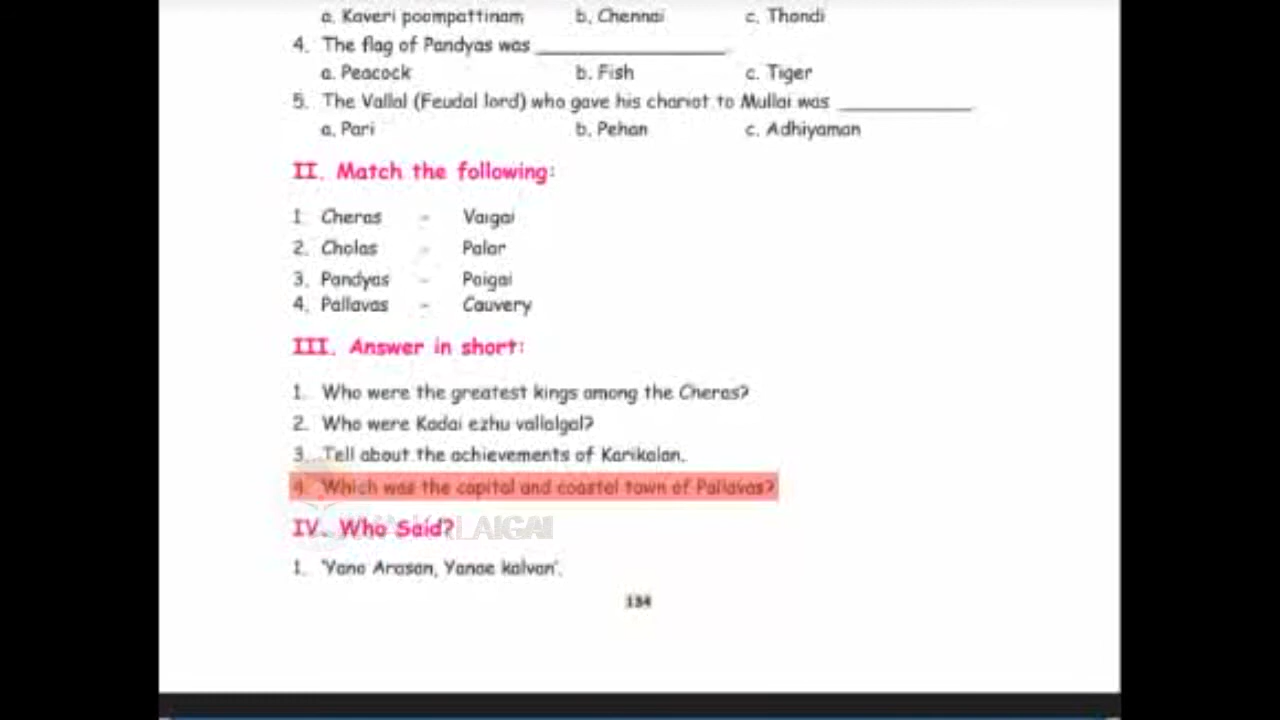 a. Kaveri poompattinam b. Chennai c. Thondi
4. The flag of Pandyas was ____________
a. Peacock b. Fish c. Tiger
5. The Vallal (Feudal lord) who gave his chariot to Mullai was ____________
a. Pari b. Pehan c. Adhiyaman
II. Match the following:
1. Cheras - Vaigai
2. Cholas - Palar
3. Pandyas - Poigai
4. Pallavas - Cauvery
III. Answer in short:
1. Who were the greatest kings among the Cheras?
2. Who were Kadai ezhu vallalgal?
3. Tell about the achievements of Karikalan.
4. Which was the capital and coastal town of Pallavas?
IV. Who Said?
1. 'Yano Arasan, Yanae kalvan'.
134